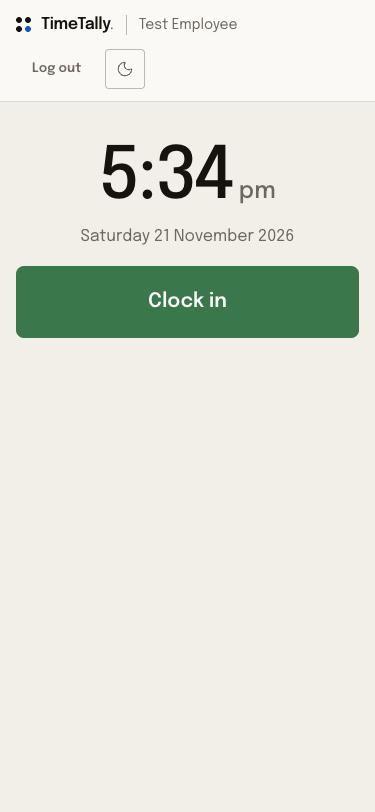 TimeTally. Test Employee
Log out
5:34 pm
Saturday 21 November 2026
Clock in